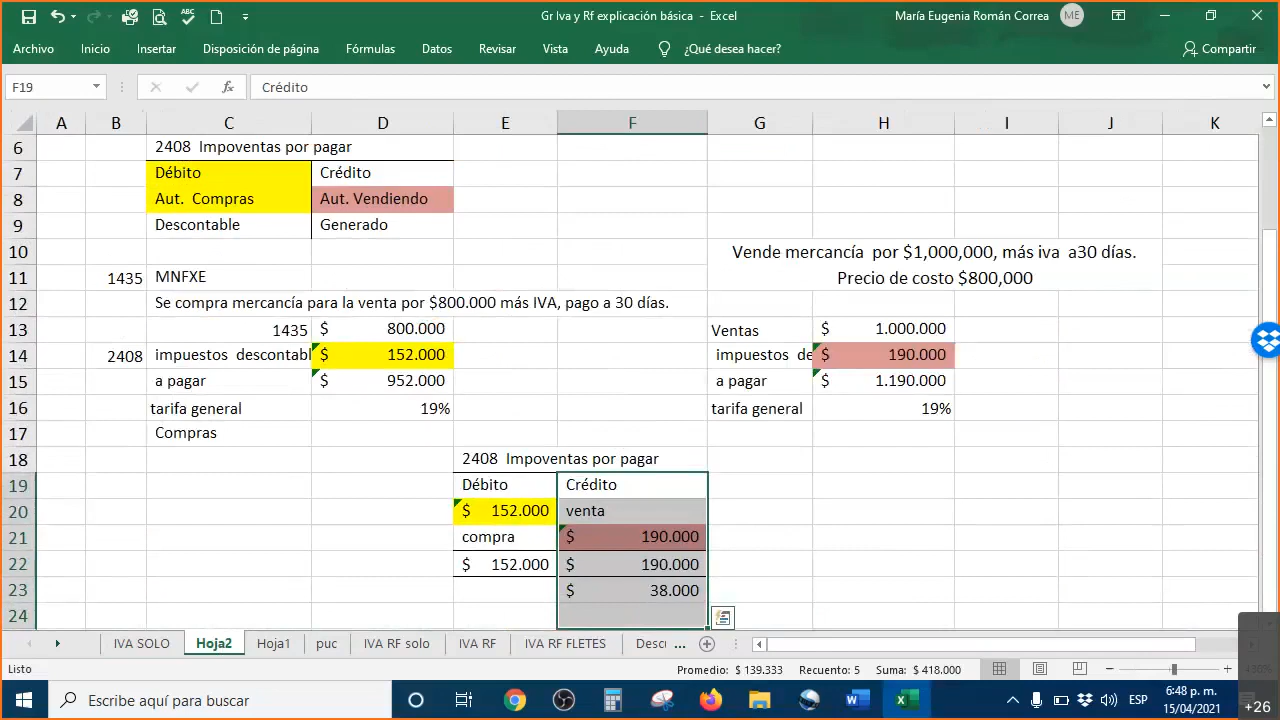 Gr Iva y Rf explicación básica - Excel
María Eugenia Román Correa ME
Archivo Inicio Insertar Disposición de página Fórmulas Datos Revisar Vista Ayuda ¿Qué desea hacer? Compartir
F19 fx Crédito
A B C D E F G H I J K
6 2408 Impoventas por pagar
7 Débito Crédito
8 Aut. Compras Aut. Vendiendo
9 Descontable Generado
10 Vende mercancía por $1,000,000, más iva a30 días.
11 1435 MNFXE Precio de costo $800,000
12 Se compra mercancía para la venta por $800.000 más IVA, pago a 30 días.
13 1435 $ 800.000 Ventas $ 1.000.000
14 2408 impuestos descontabl $ 152.000 impuestos de $ 190.000
15 a pagar $ 952.000 a pagar $ 1.190.000
16 tarifa general 19% tarifa general 19%
17 Compras
18 2408 Impoventas por pagar
19 Débito Crédito
20 $ 152.000 venta
21 compra $ 190.000
22 $ 152.000 $ 190.000
23 $ 38.000
24
IVA SOLO Hoja2 Hoja1 puc IVA RF solo IVA RF IVA RF FLETES Descu ...
Listo Promedio: $ 139.333 Recuento: 5 Suma: $ 418.000
Escribe aquí para buscar ESP 6:48 p. m.
15/04/2021
+26